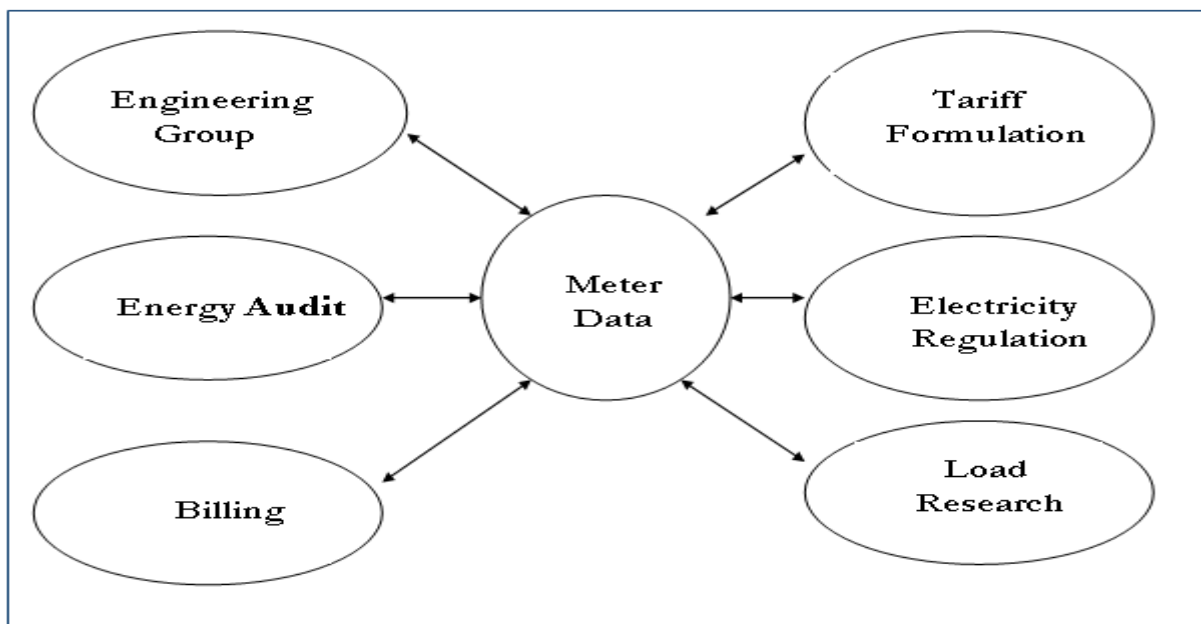 Engineering
Group
Tariff
Formulation
Energy Audit
Meter
Data
Electricity
Regulation
Billing
Load
Research